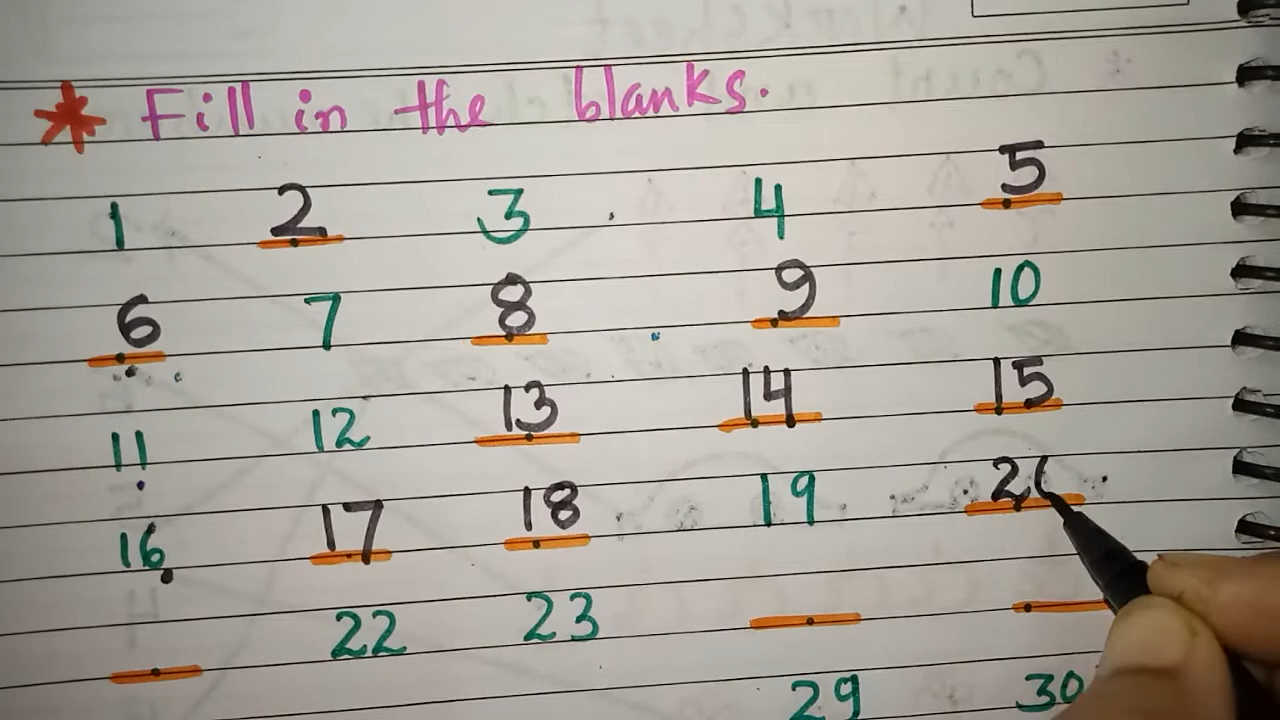 * Fill in the blanks.
1 2 3 4 5
6 7 8 9 10
11 12 13 14 15
16 17 18 19 20
22 23
29 30